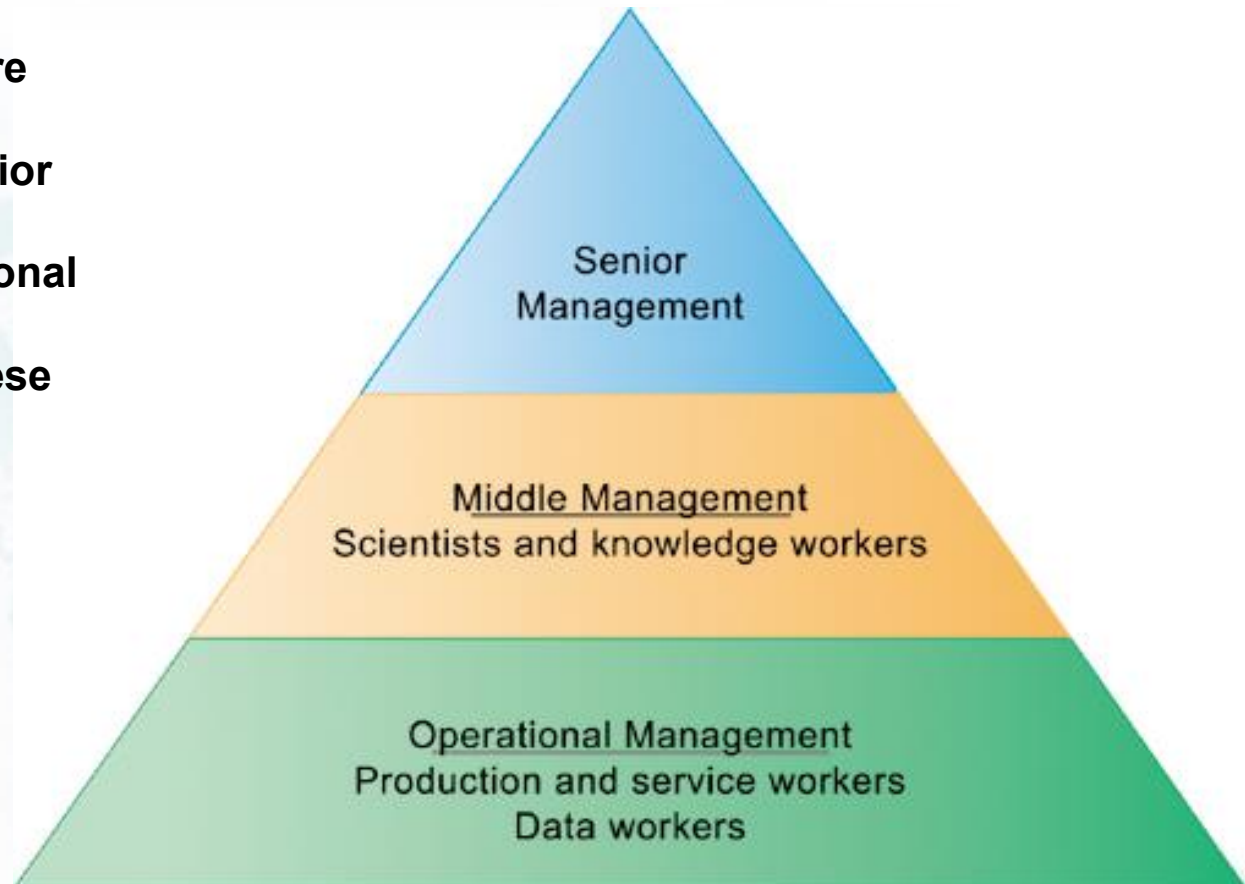 re
ior
onal
ese
Senior
Management
Middle Management
Scientists and knowledge workers
Operational Management
Production and service workers
Data workers